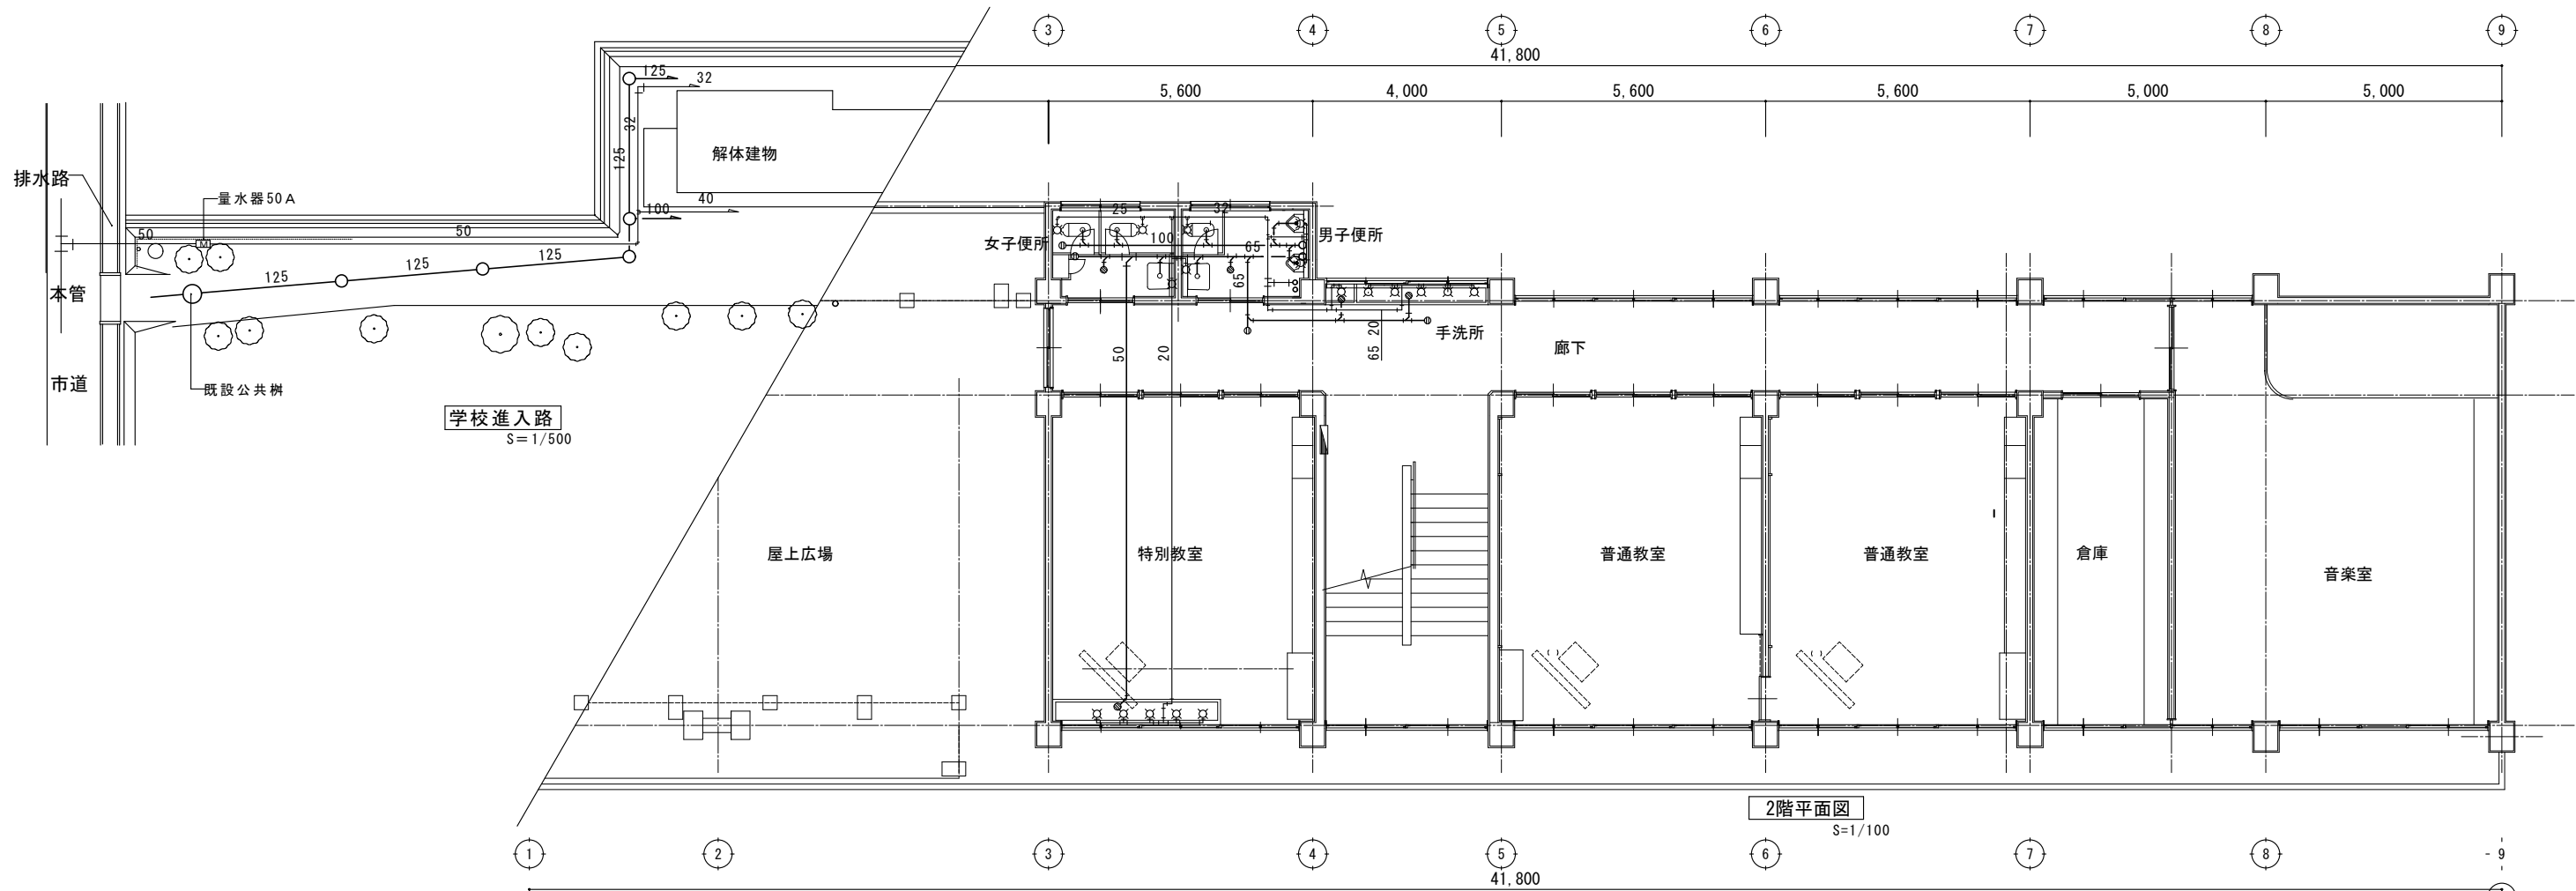 3 4 5 6 7 8 9
41,800
5,600 4,000 5,600 5,600 5,000 5,000
125
32
32
125
解体建物
排水路
量水器50A
40
100
50
M
50
125
125
125
本管
市道
既設公共桝
学校進入路
S=1/500
25
32
女子便所
100
65
男子便所
65
手洗所
65 20
50
20
廊下
屋上広場
特別教室
普通教室
普通教室
倉庫
音楽室
2階平面図
S=1/100
1 2 3 4 5 6 7 8 9
41,800